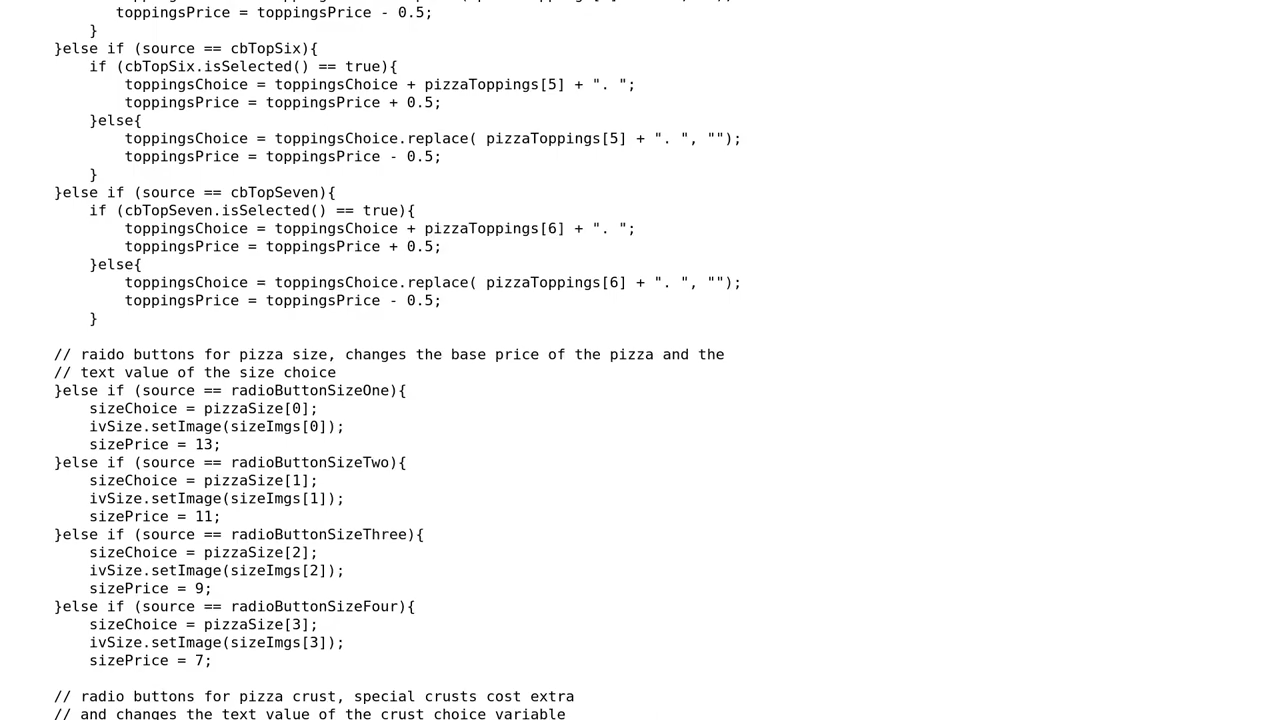 toppingsPrice = toppingsPrice - 0.5;
}
}else if (source == cbTopSix){
if (cbTopSix.isSelected() == true){
toppingsChoice = toppingsChoice + pizzaToppings[5] + ". ";
toppingsPrice = toppingsPrice + 0.5;
}else{
toppingsChoice = toppingsChoice.replace( pizzaToppings[5] + ". ", "");
toppingsPrice = toppingsPrice - 0.5;
}
}else if (source == cbTopSeven){
if (cbTopSeven.isSelected() == true){
toppingsChoice = toppingsChoice + pizzaToppings[6] + ". ";
toppingsPrice = toppingsPrice + 0.5;
}else{
toppingsChoice = toppingsChoice.replace( pizzaToppings[6] + ". ", "");
toppingsPrice = toppingsPrice - 0.5;
}
// raido buttons for pizza size, changes the base price of the pizza and the
// text value of the size choice
}else if (source == radioButtonSizeOne){
sizeChoice = pizzaSize[0];
ivSize.setImage(sizeImgs[0]);
sizePrice = 13;
}else if (source == radioButtonSizeTwo){
sizeChoice = pizzaSize[1];
ivSize.setImage(sizeImgs[1]);
sizePrice = 11;
}else if (source == radioButtonSizeThree){
sizeChoice = pizzaSize[2];
ivSize.setImage(sizeImgs[2]);
sizePrice = 9;
}else if (source == radioButtonSizeFour){
sizeChoice = pizzaSize[3];
ivSize.setImage(sizeImgs[3]);
sizePrice = 7;
// radio buttons for pizza crust, special crusts cost extra
// and changes the text value of the crust choice variable